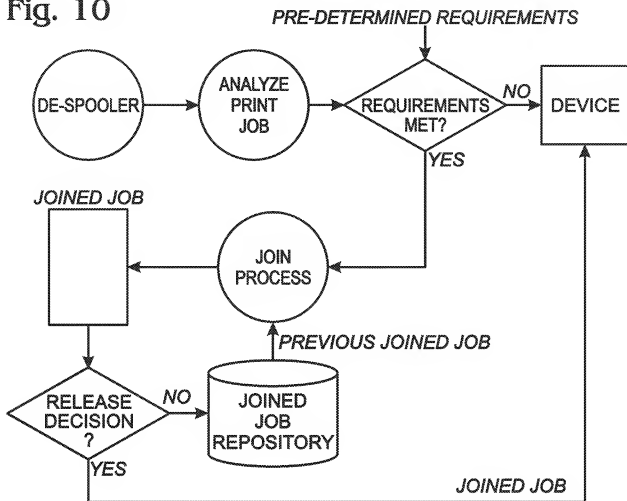 Fig. 10
PRE-DETERMINED REQUIREMENTS
DE-SPOOLER
ANALYZE
PRINT
JOB
REQUIREMENTS
MET?
NO
DEVICE
YES
JOINED JOB
JOIN
PROCESS
PREVIOUS JOINED JOB
RELEASE
DECISION
?
NO
JOINED
JOB
REPOSITORY
YES
JOINED JOB